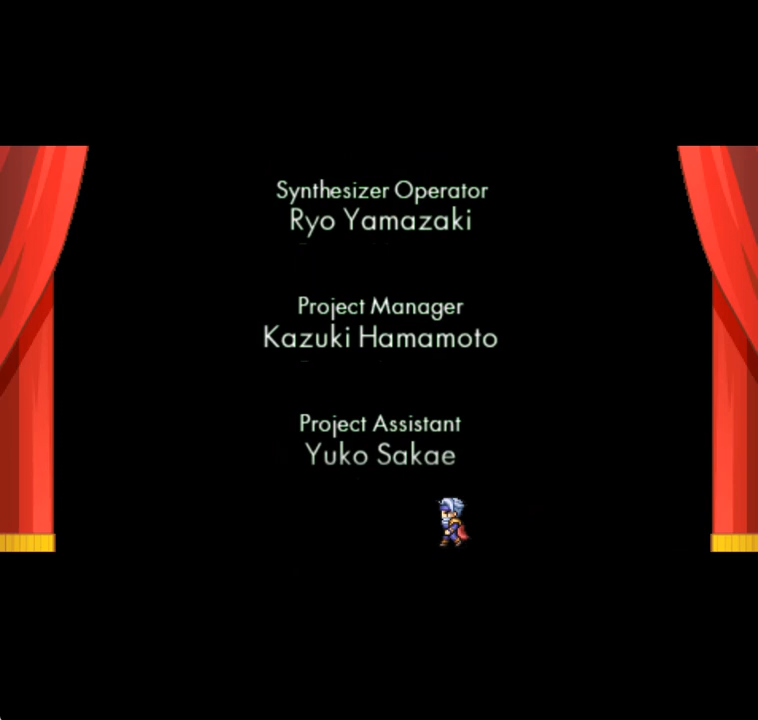 Synthesizer Operator
Ryo Yamazaki
Project Manager
Kazuki Hamamoto
Project Assistant
Yuko Sakae